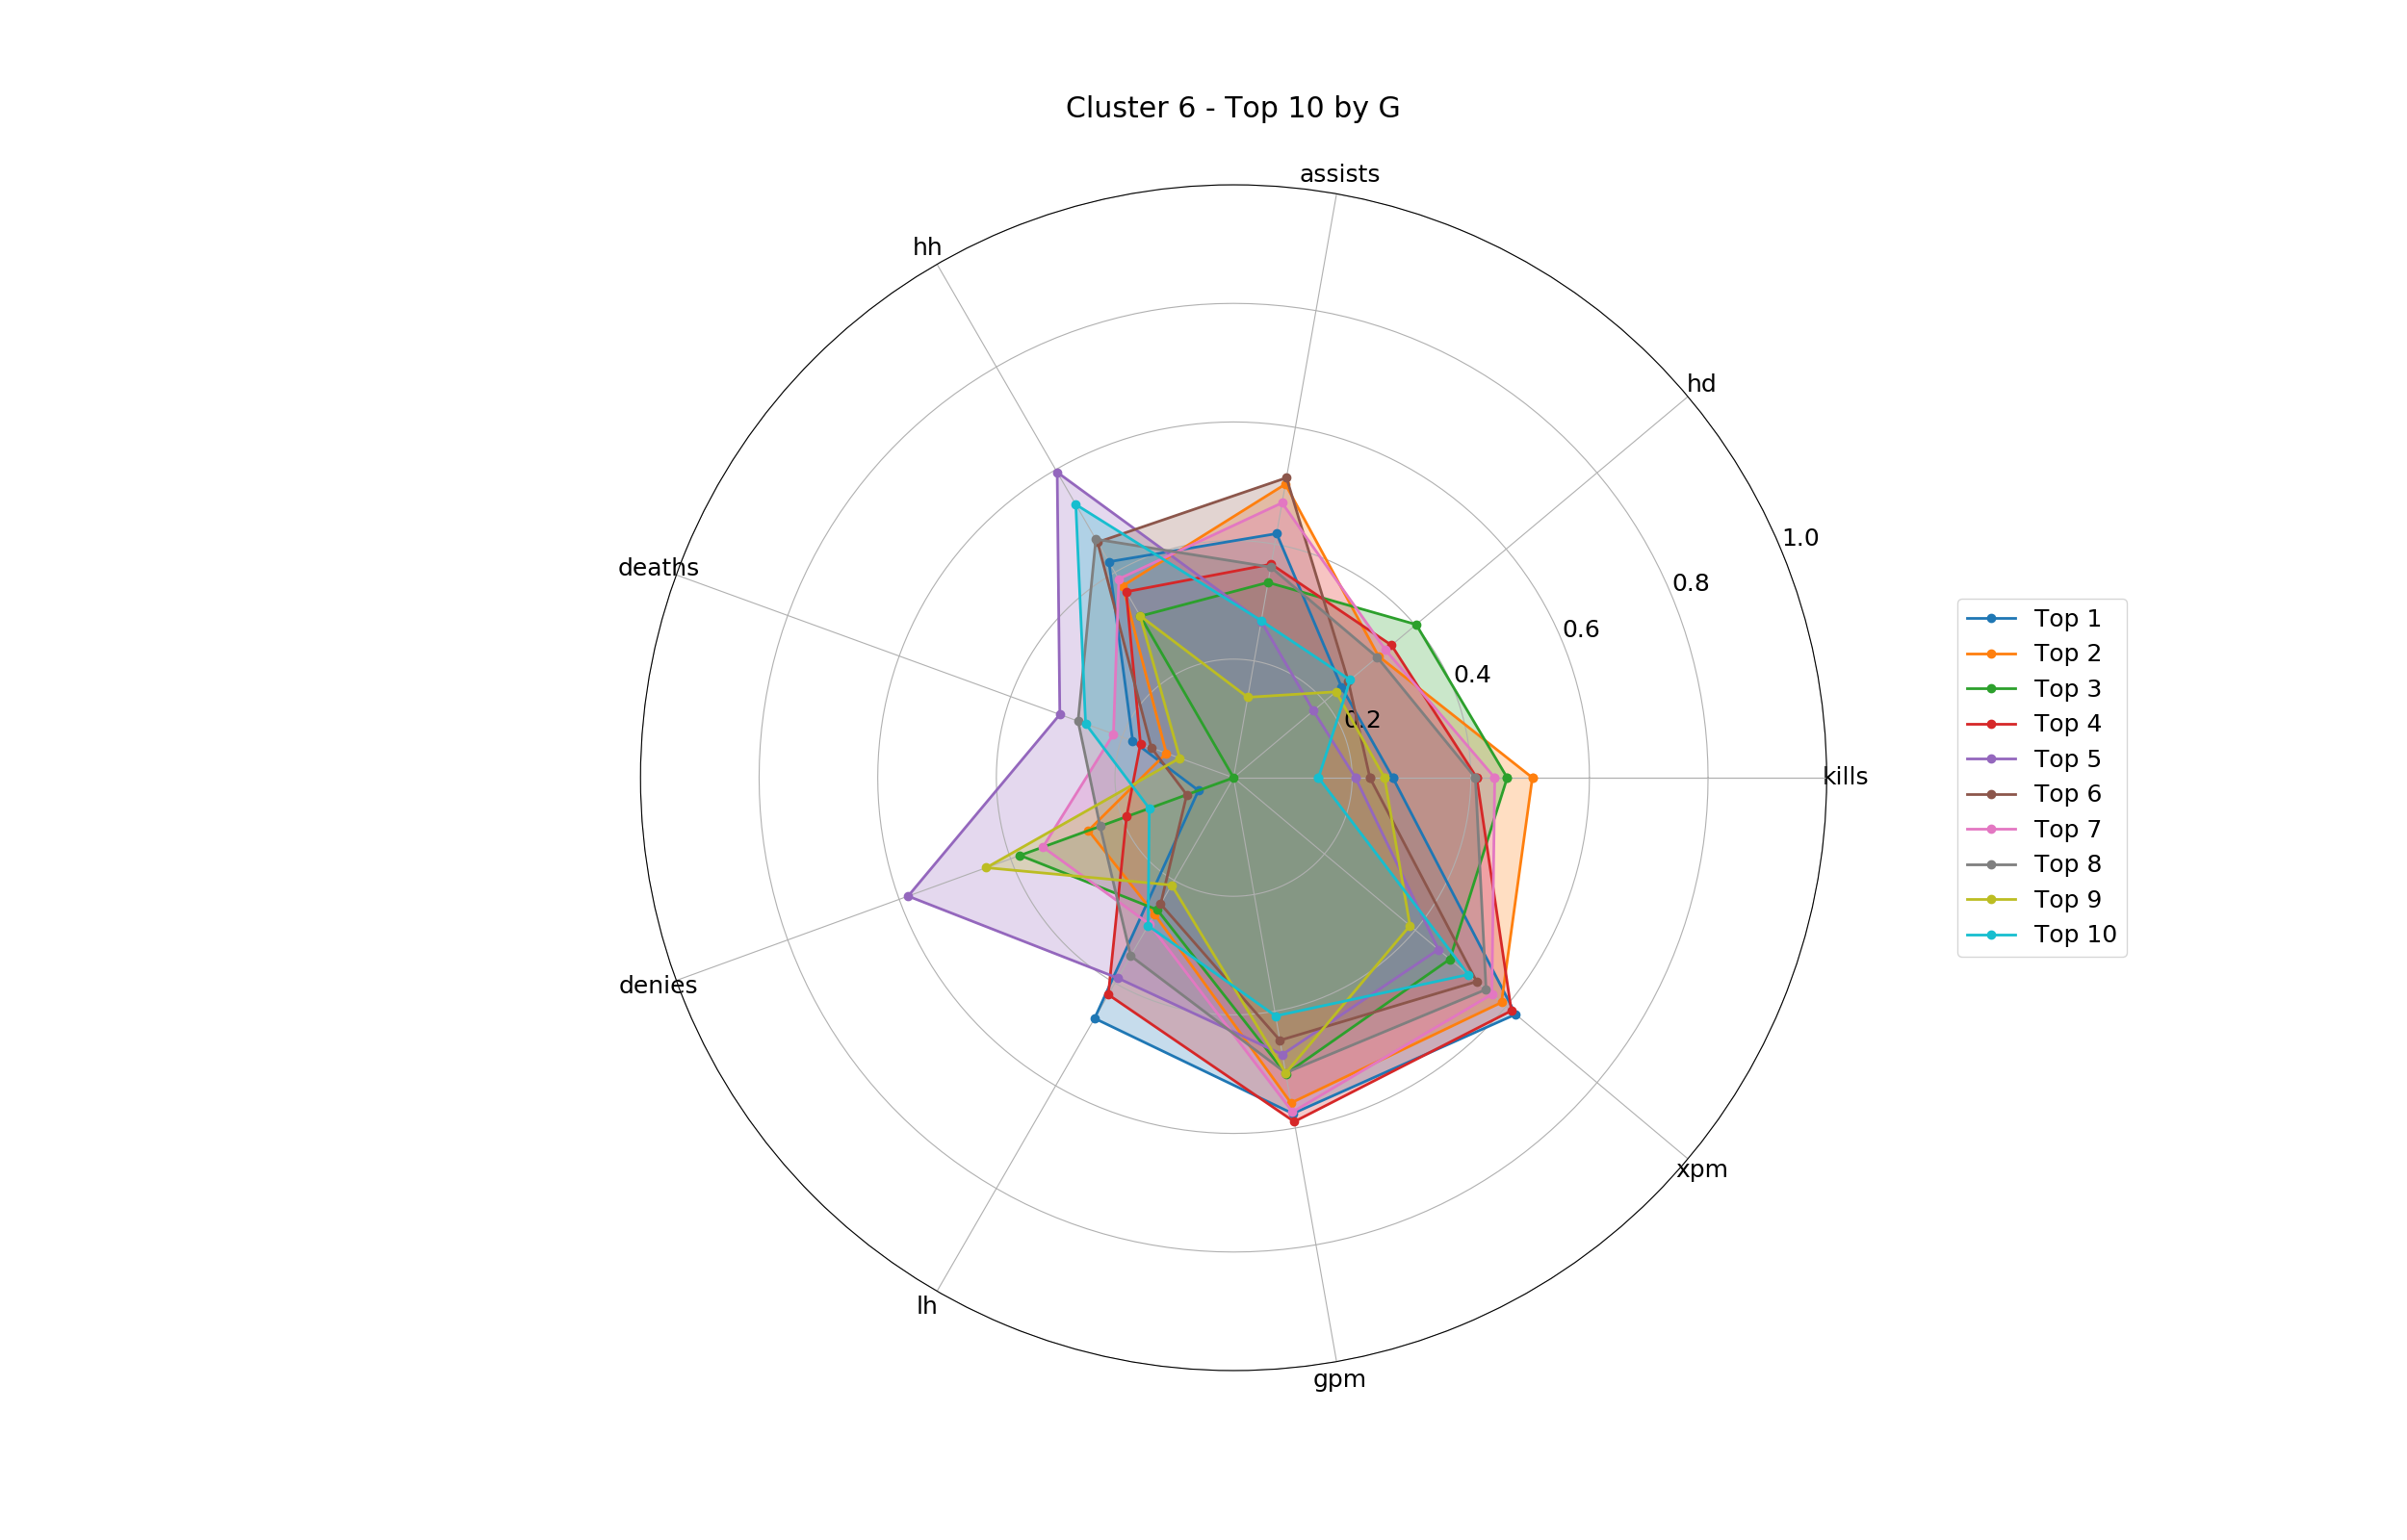 Cluster 6 - Top 10 by G
assists
hh
hd
deaths
1.0
0.8
0.6
0.4
0.2
kills
denies
xpm
lh
gpm
Top 1
Top 2
Top 3
Top 4
Top 5
Top 6
Top 7
Top 8
Top 9
Top 10